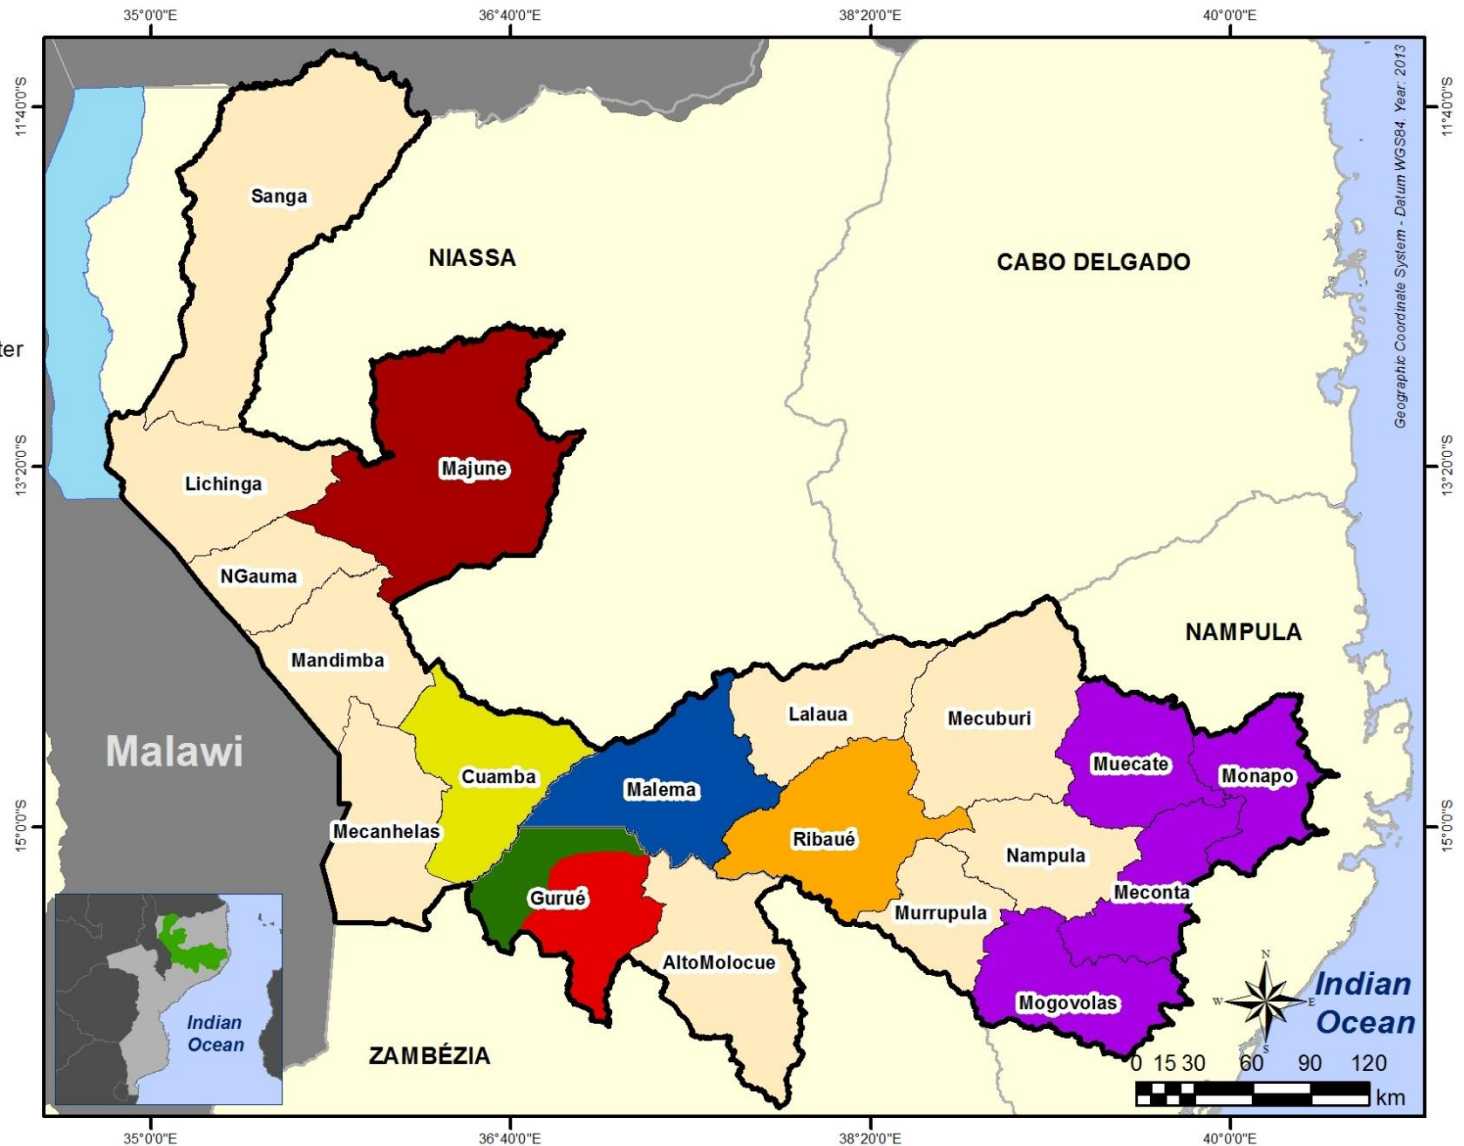 35°0'0"E
36°40'0"E
38°20'0"E
40°0'0"E
11°40'0"S
11°40'0"S
Geographic Coordinate System - Datum WGS84. Year: 2013
Sanga
NIASSA
CABO DELGADO
ter
13°20'0"S
13°20'0"S
Majune
Lichinga
NGauma
NAMPULA
Mandimba
Lalaua
Mecuburi
Malawi
Muecate
Monapo
Cuamba
Malema
15°0'0"S
15°0'0"S
Mecanhelas
Ribaué
Nampula
Meconta
Gurué
Murrupula
AltoMolocue
N
W
E
S
Indian
Ocean
Mogovolas
Indian
Ocean
ZAMBÉZIA
0 15 30 60 90 120
km
35°0'0"E
36°40'0"E
38°20'0"E
40°0'0"E